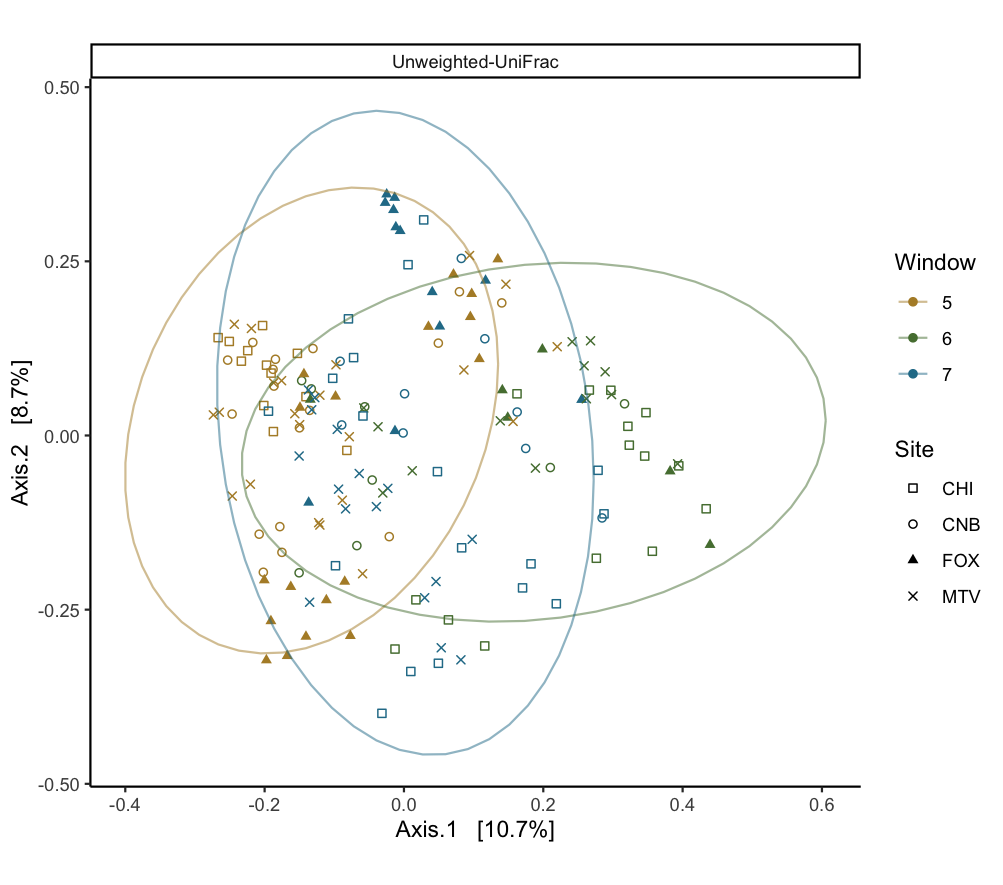 Unweighted-UniFrac
0.50
0.25
0.00
-0.25
-0.50
Axis.2 [8.7%]
-0.4 -0.2 0.0 0.2 0.4 0.6
Axis.1 [10.7%]
Window
5
6
7
Site
CHI
CNB
FOX
MTV